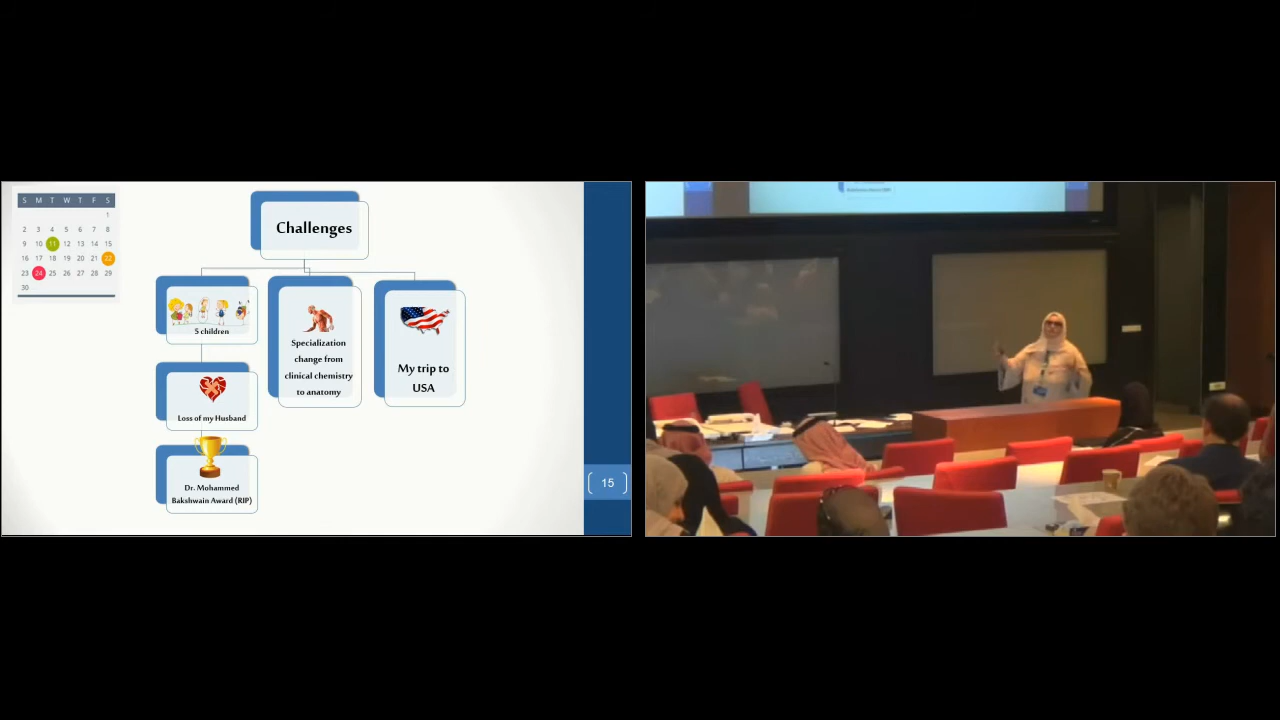 S M T W T F S
1
2 3 4 5 6 7 8
9 10 11 12 13 14 15
16 17 18 19 20 21 22
23 24 25 26 27 28 29
30
Challenges
5 children
Loss of my Husband
Dr. Mohammed
Bakshwain Award (RIP)
Specialization
change from
clinical chemistry
to anatomy
My trip to
USA
15